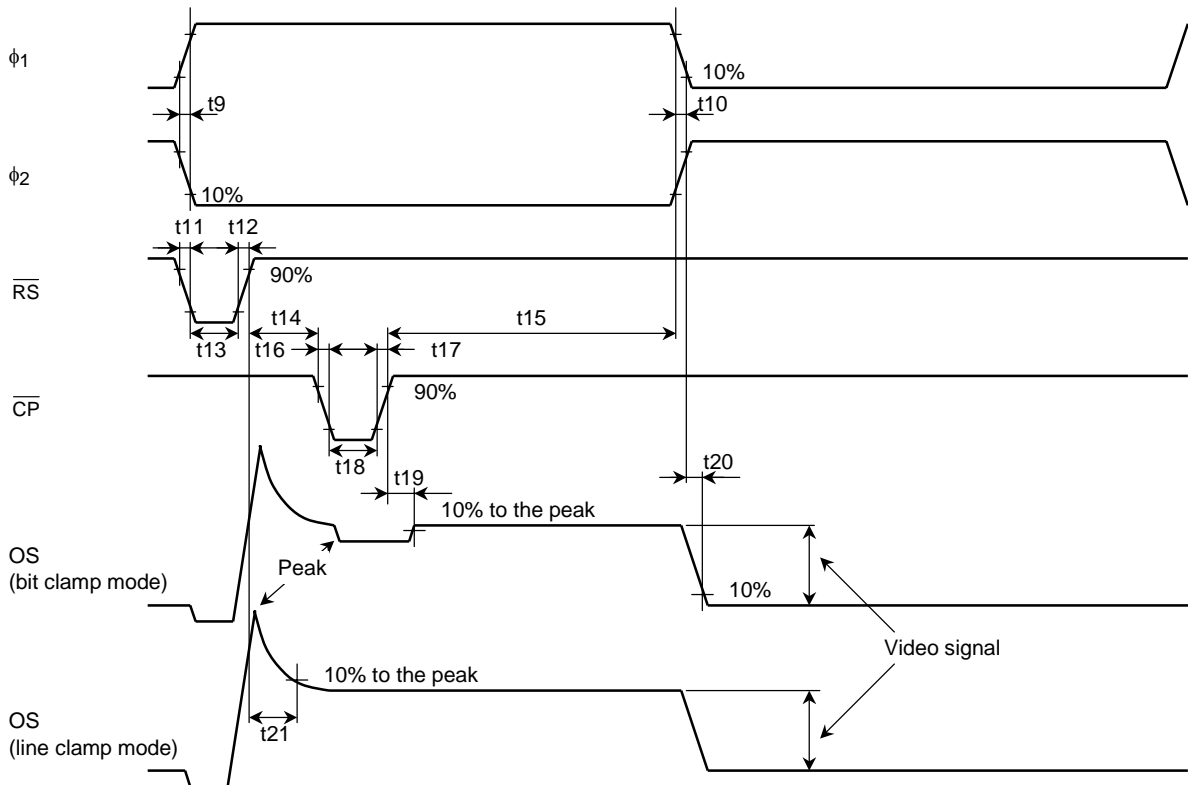 ϕ1
10%
t9
t10
ϕ2
10%
t11
t12
R̅S̅
90%
t14
t15
t13
t16
t17
C̅P̅
90%
t18
t19
t20
10% to the peak
OS
(bit clamp mode)
Peak
10%
Video signal
10% to the peak
OS
(line clamp mode)
t21